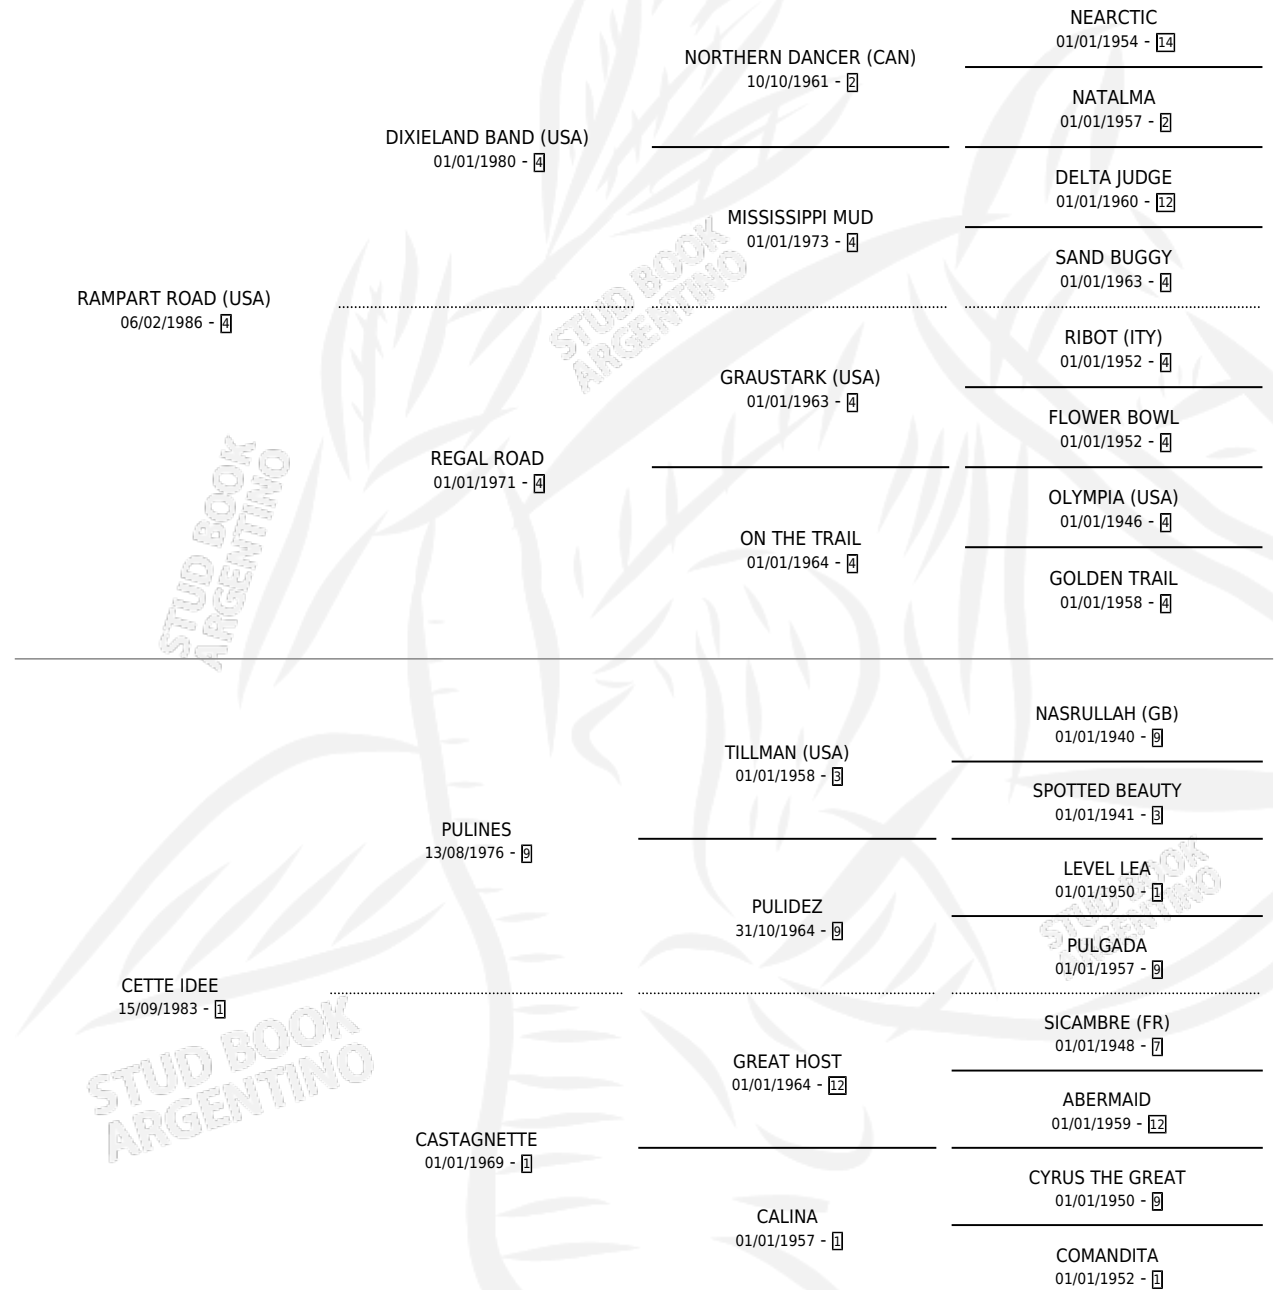 NEARCTIC
01/01/1954 - 14
NORTHERN DANCER (CAN)
10/10/1961 - 2
NATALMA
01/01/1957 - 2
DIXIELAND BAND (USA)
01/01/1980 - 4
DELTA JUDGE
01/01/1960 - 12
MISSISSIPPI MUD
01/01/1973 - 4
SAND BUGGY
01/01/1963 - 4
RAMPART ROAD (USA)
06/02/1986 - 4
STUD BOOK
ARGENTINO
RIBOT (ITY)
01/01/1952 - 4
GRAUSTARK (USA)
01/01/1963 - 4
FLOWER BOWL
01/01/1952 - 4
REGAL ROAD
01/01/1971 - 4
OLYMPIA (USA)
01/01/1946 - 4
ON THE TRAIL
01/01/1964 - 4
GOLDEN TRAIL
01/01/1958 - 4
STUD BOOK
ARGENTINO
NASRULLAH (GB)
01/01/1940 - 9
TILLMAN (USA)
01/01/1958 - 3
SPOTTED BEAUTY
01/01/1941 - 3
PULINES
13/08/1976 - 9
LEVEL LEA
01/01/1950 - 1
PULIDEZ
31/10/1964 - 9
PULGADA
01/01/1957 - 9
STUD BOOK
ARGENTINO
CETTE IDEE
15/09/1983 - 1
SICAMBRE (FR)
01/01/1948 - 7
GREAT HOST
01/01/1964 - 12
ABERMAID
01/01/1959 - 12
STUD BOOK
ARGENTINO
CASTAGNETTE
01/01/1969 - 1
CYRUS THE GREAT
01/01/1950 - 9
CALINA
01/01/1957 - 1
COMANDITA
01/01/1952 - 1